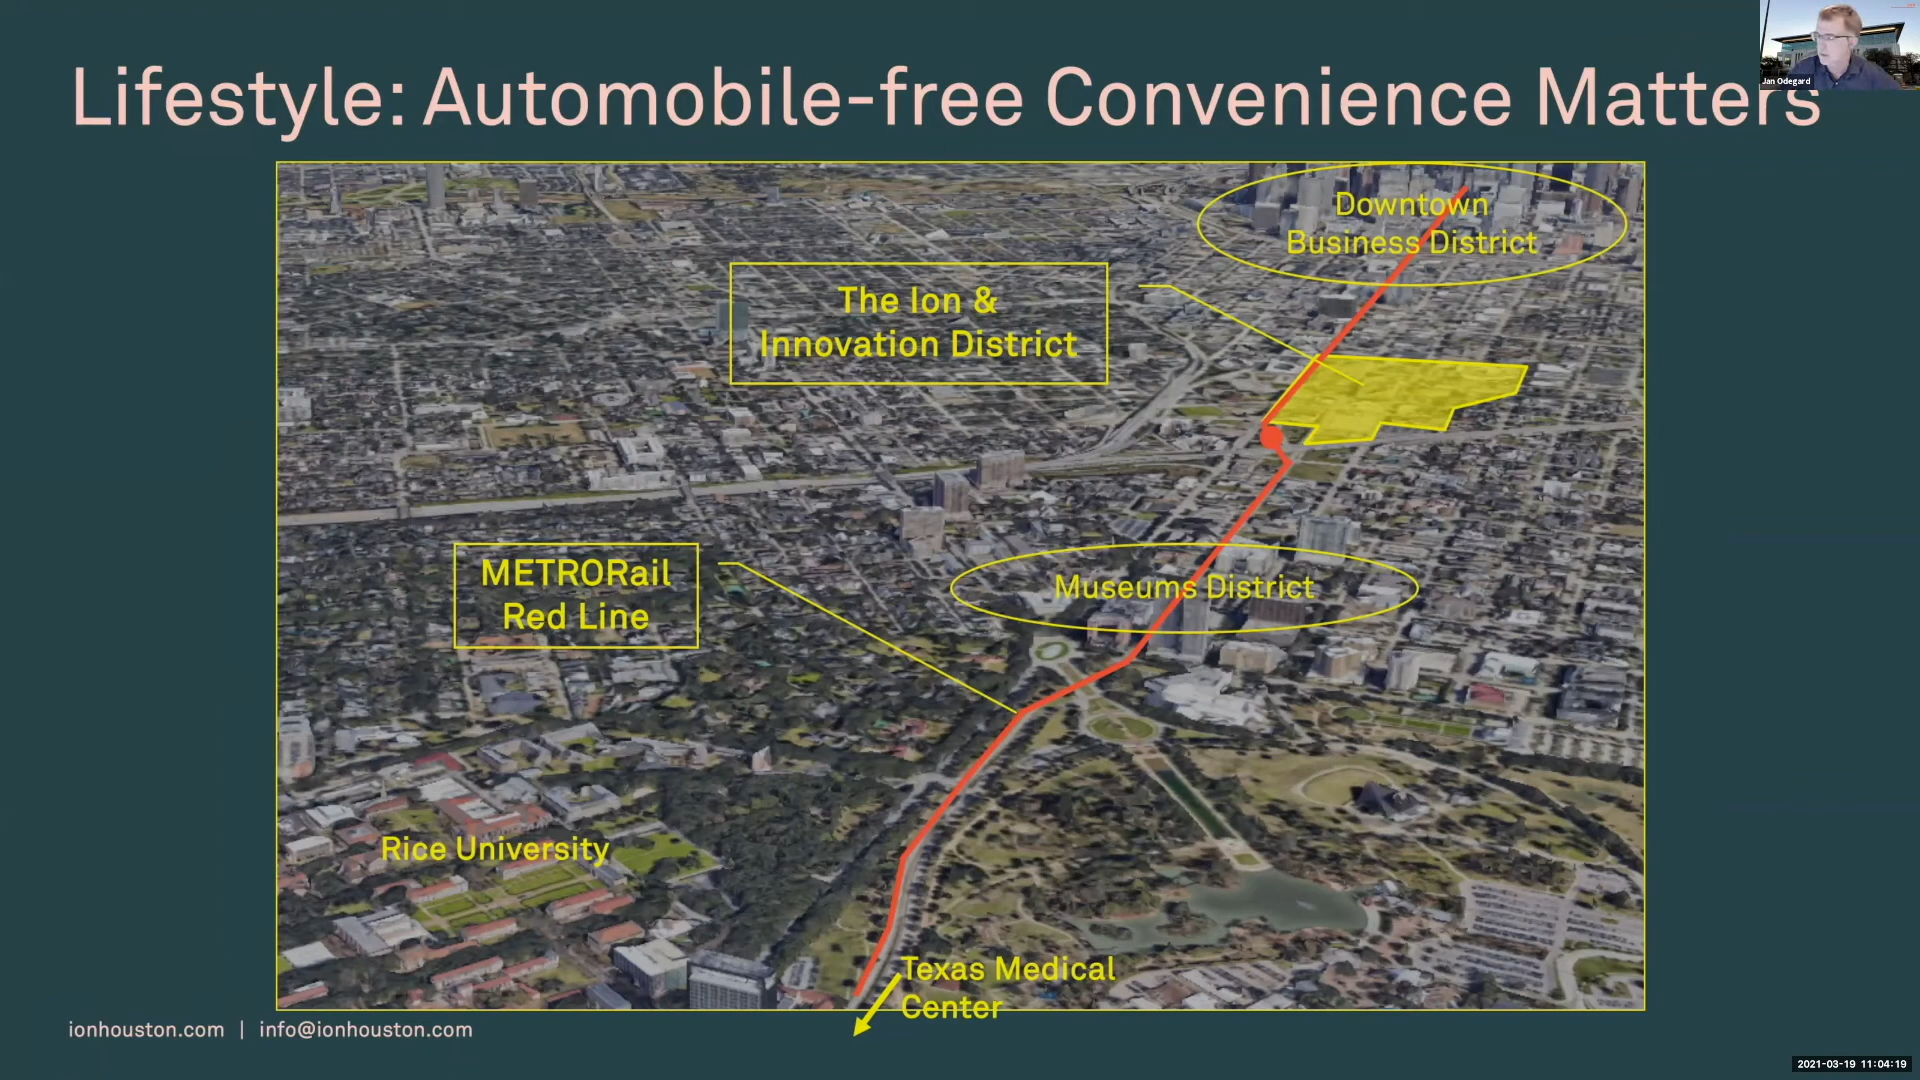 Lifestyle: Automobile-free Convenience Matters
Jan Odegard
Downtown
Business District
The Ion &
Innovation District
METRORail
Red Line
Museums District
Rice University
Texas Medical
Center
ionhouston.com | info@ionhouston.com
2021-03-19 11:04:19